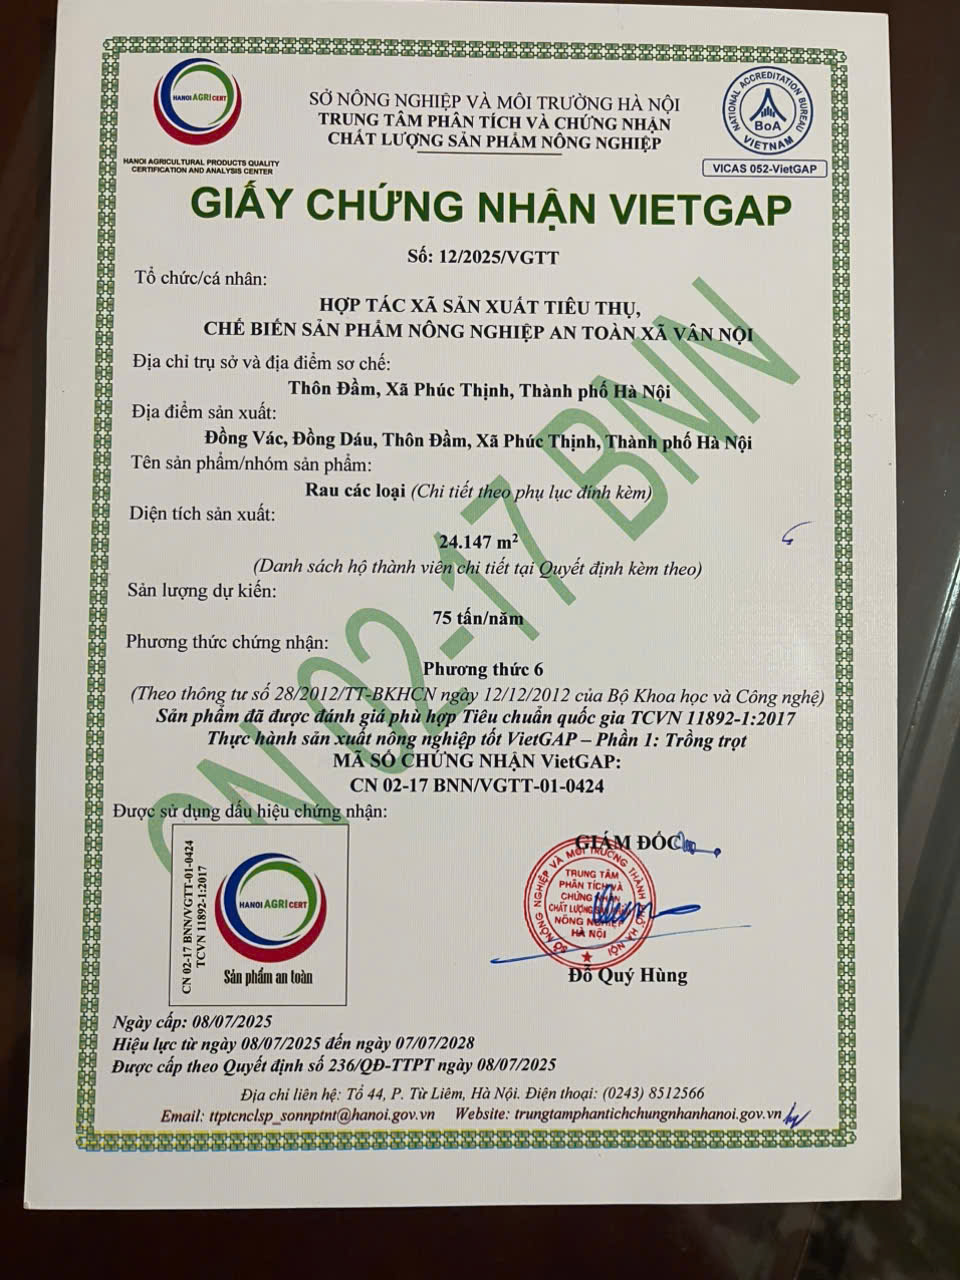 HANOI AGRI CERT
HANOI AGRICULTURAL PRODUCTS QUALITY
CERTIFICATION AND ANALYSIS CENTER
SỞ NÔNG NGHIỆP VÀ MÔI TRƯỜNG HÀ NỘI
TRUNG TÂM PHÂN TÍCH VÀ CHỨNG NHẬN
CHẤT LƯỢNG SẢN PHẨM NÔNG NGHIỆP
NATIONAL ACCREDITATION BUREAU
BoA
VIETNAM
VICAS 052-VietGAP
GIẤY CHỨNG NHẬN VIETGAP
Số: 12/2025/VGTT
Tổ chức/cá nhân:
HỢP TÁC XÃ SẢN XUẤT TIÊU THỤ,
CHẾ BIẾN SẢN PHẨM NÔNG NGHIỆP AN TOÀN XÃ VÂN NỘI
Địa chỉ trụ sở và địa điểm sơ chế:
Thôn Đầm, Xã Phúc Thịnh, Thành phố Hà Nội
Địa điểm sản xuất:
Đồng Vác, Đồng Dáu, Thôn Đầm, Xã Phúc Thịnh, Thành phố Hà Nội
Tên sản phẩm/nhóm sản phẩm:
Rau các loại (Chi tiết theo phụ lục đính kèm)
Diện tích sản xuất:
24.147 m²
(Danh sách hộ thành viên chi tiết tại Quyết định kèm theo)
Sản lượng dự kiến:
75 tấn/năm
Phương thức chứng nhận:
Phương thức 6
(Theo thông tư số 28/2012/TT-BKHCN ngày 12/12/2012 của Bộ Khoa học và Công nghệ)
Sản phẩm đã được đánh giá phù hợp Tiêu chuẩn quốc gia TCVN 11892-1:2017
Thực hành sản xuất nông nghiệp tốt VietGAP – Phần 1: Trồng trọt
MÃ SỐ CHỨNG NHẬN VietGAP:
CN 02-17 BNN/VGTT-01-0424
CN 02-17 BNN
Được sử dụng dấu hiệu chứng nhận:
CN 02-17 BNN/VGTT-01-0424
TCVN 11892-1:2017
HANOI AGRI CERT
Sản phẩm an toàn
GIÁM ĐỐC
SỞ NÔNG NGHIỆP VÀ MÔI TRƯỜNG THÀNH PHỐ HÀ NỘI
TRUNG TÂM
PHÂN TÍCH VÀ
CHỨNG NHẬN
CHẤT LƯỢNG
NÔNG NGHIỆP
HÀ NỘI
Đỗ Quý Hùng
Ngày cấp: 08/07/2025
Hiệu lực từ ngày 08/07/2025 đến ngày 07/07/2028
Được cấp theo Quyết định số 236/QĐ-TTPT ngày 08/07/2025
Địa chỉ liên hệ: Tổ 44, P. Từ Liêm, Hà Nội. Điện thoại: (0243) 8512566
Email: ttptcnclsp_sonnptnt@hanoi.gov.vn Website: trungtamphantichchungnhanhanoi.gov.vn